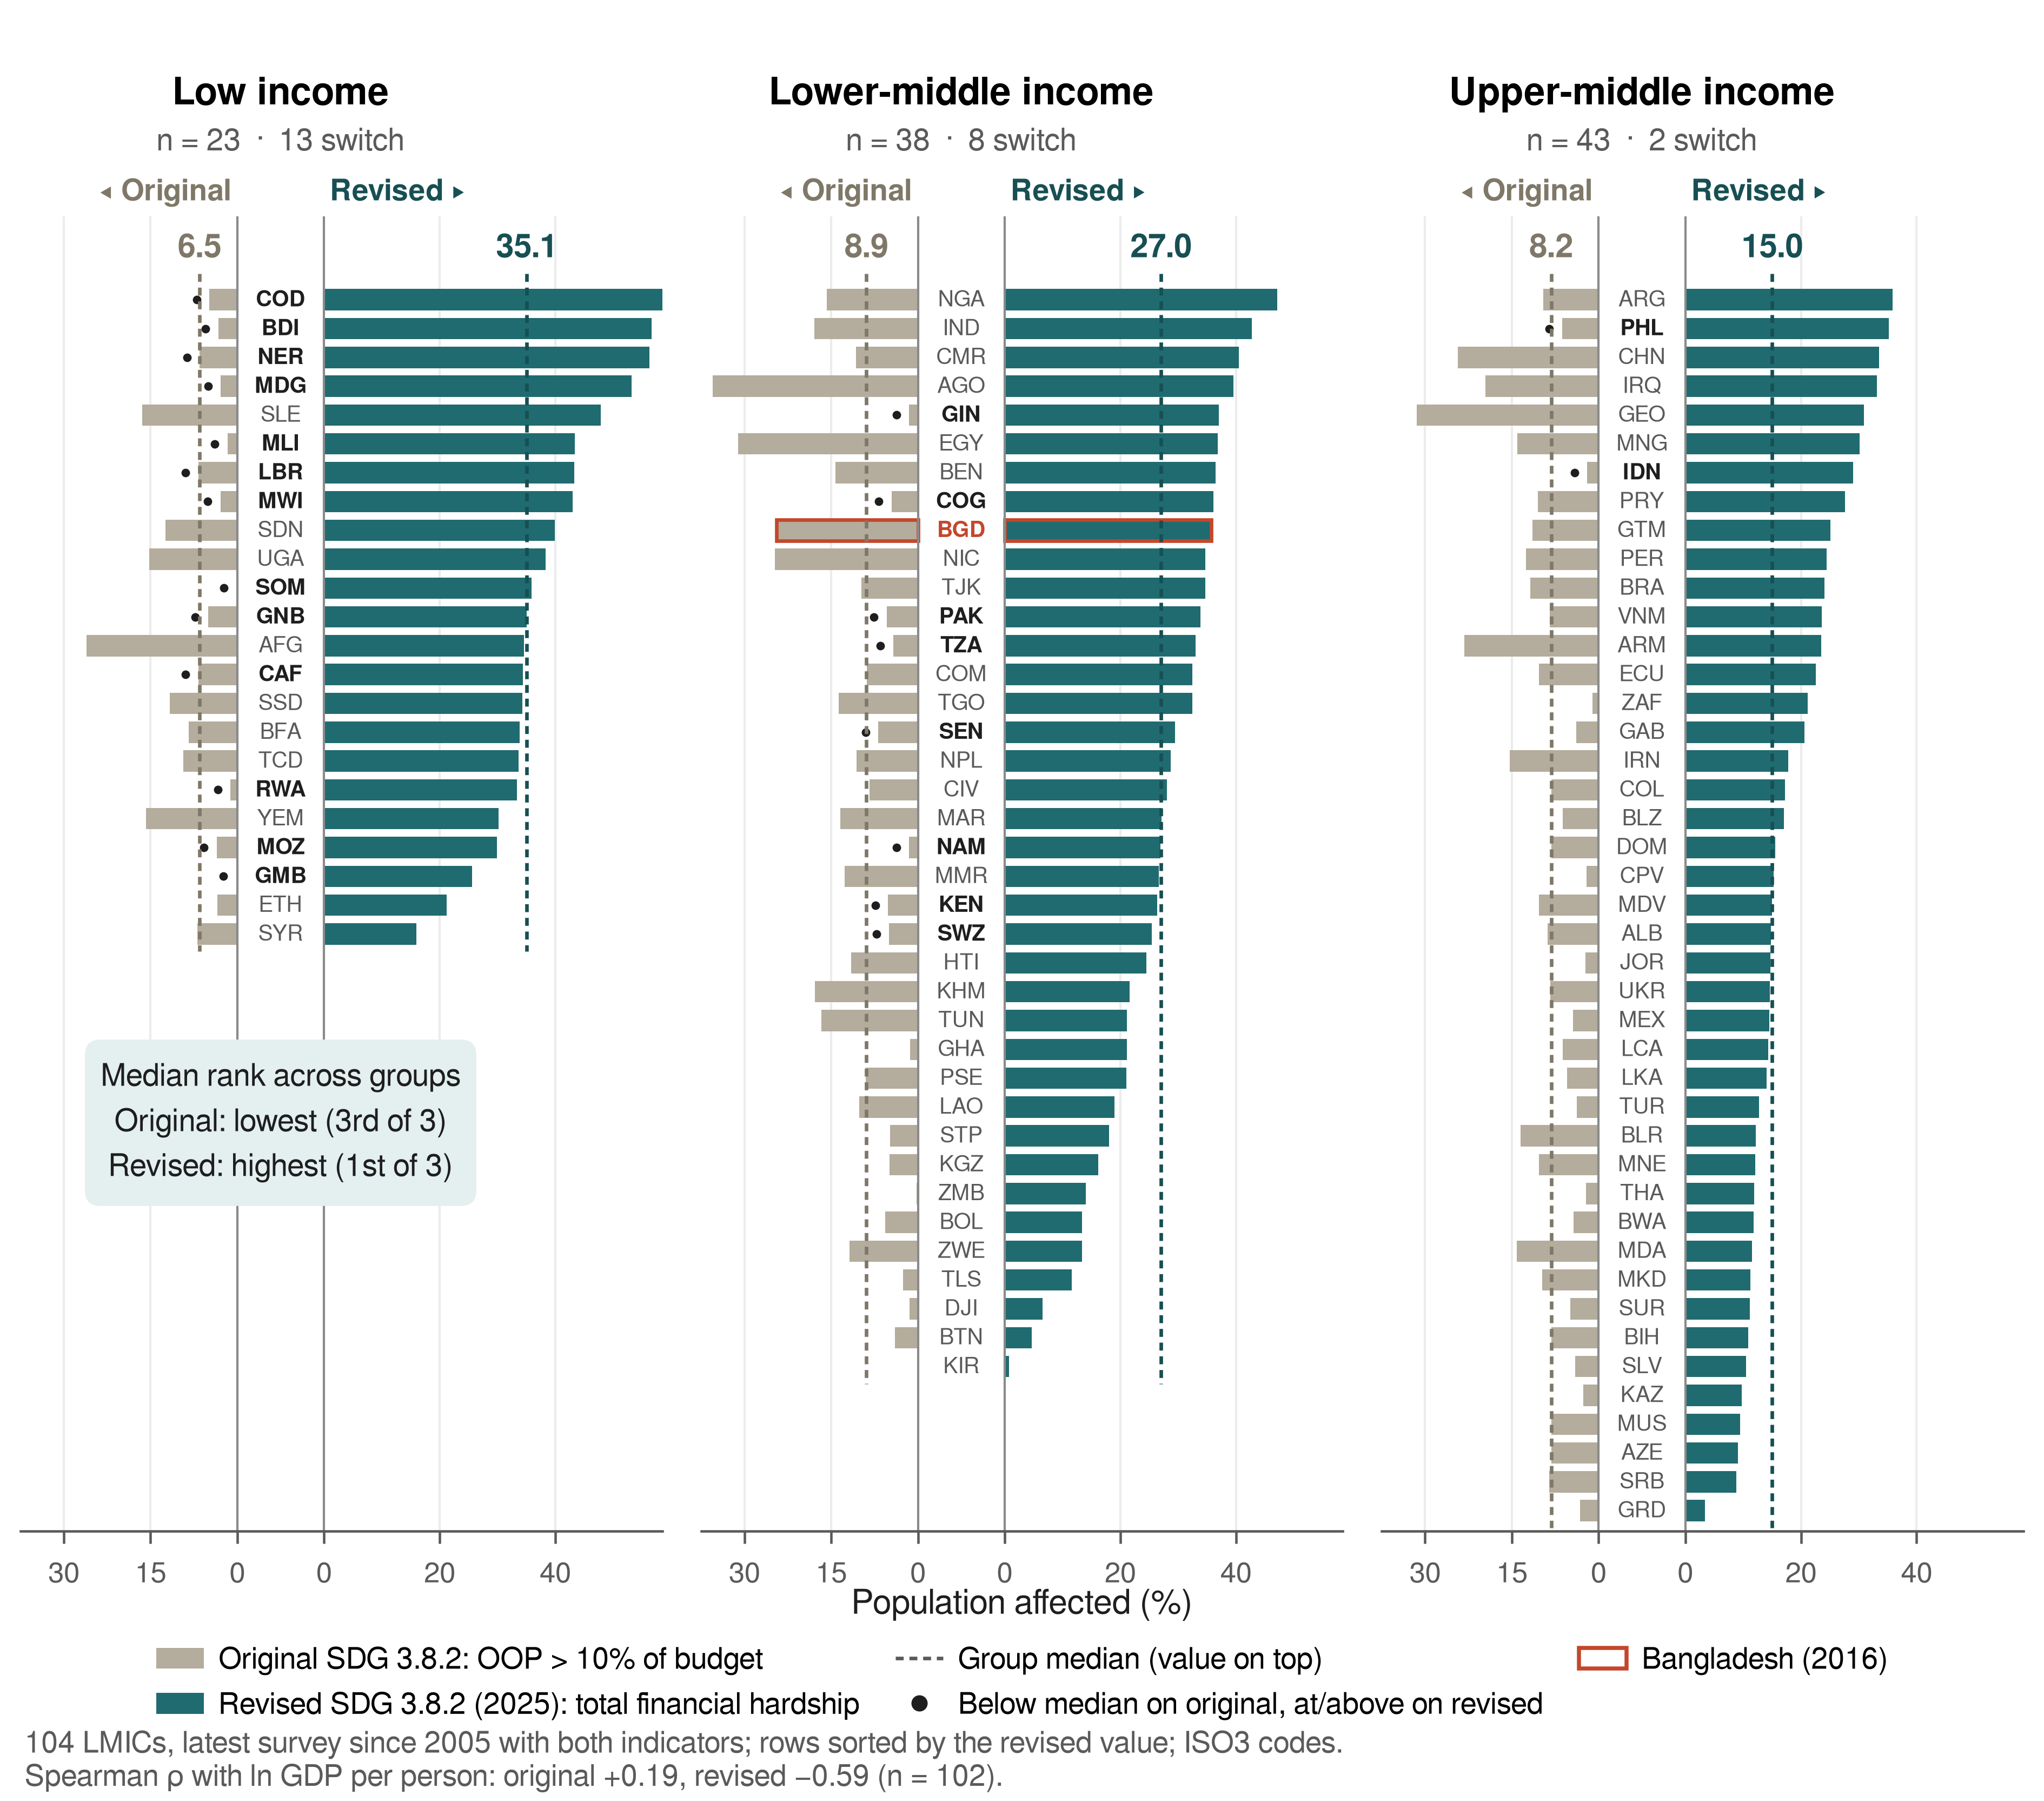 Low income
n = 23 · 13 switch
◂ Original Revised ▸
6.5 35.1
COD
BDI
NER
MDG
SLE
MLI
LBR
MWI
SDN
UGA
SOM
GNB
AFG
CAF
SSD
BFA
TCD
RWA
YEM
MOZ
GMB
ETH
SYR
Median rank across groups
Original: lowest (3rd of 3)
Revised: highest (1st of 3)
30 15 0 0 20 40
Lower-middle income
n = 38 · 8 switch
◂ Original Revised ▸
8.9 27.0
NGA
IND
CMR
AGO
GIN
EGY
BEN
COG
BGD
NIC
TJK
PAK
TZA
COM
TGO
SEN
NPL
CIV
MAR
NAM
MMR
KEN
SWZ
HTI
KHM
TUN
GHA
PSE
LAO
STP
KGZ
ZMB
BOL
ZWE
TLS
DJI
BTN
KIR
30 15 0 0 20 40
Upper-middle income
n = 43 · 2 switch
◂ Original Revised ▸
8.2 15.0
ARG
PHL
CHN
IRQ
GEO
MNG
IDN
PRY
GTM
PER
BRA
VNM
ARM
ECU
ZAF
GAB
IRN
COL
BLZ
DOM
CPV
MDV
ALB
JOR
UKR
MEX
LCA
LKA
TUR
BLR
MNE
THA
BWA
MDA
MKD
SUR
BIH
SLV
KAZ
MUS
AZE
SRB
GRD
30 15 0 0 20 40
Population affected (%)
Original SDG 3.8.2: OOP > 10% of budget
Group median (value on top)
Bangladesh (2016)
Revised SDG 3.8.2 (2025): total financial hardship
Below median on original, at/above on revised
104 LMICs, latest survey since 2005 with both indicators; rows sorted by the revised value; ISO3 codes.
Spearman ρ with ln GDP per person: original +0.19, revised −0.59 (n = 102).